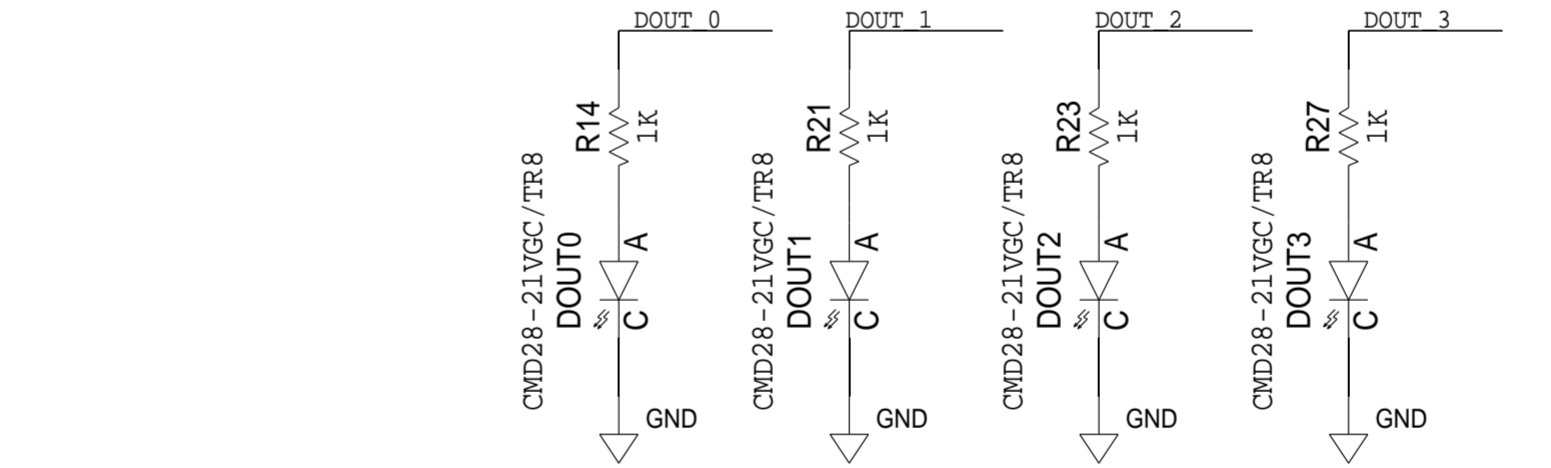 DOUT_0
DOUT_1
DOUT_2
DOUT_3
R14
1K
R21
1K
R23
1K
R27
1K
CMD28-21VGC/TR8
DOUT0
A
C
CMD28-21VGC/TR8
DOUT1
A
C
CMD28-21VGC/TR8
DOUT2
A
C
CMD28-21VGC/TR8
DOUT3
A
C
GND
GND
GND
GND